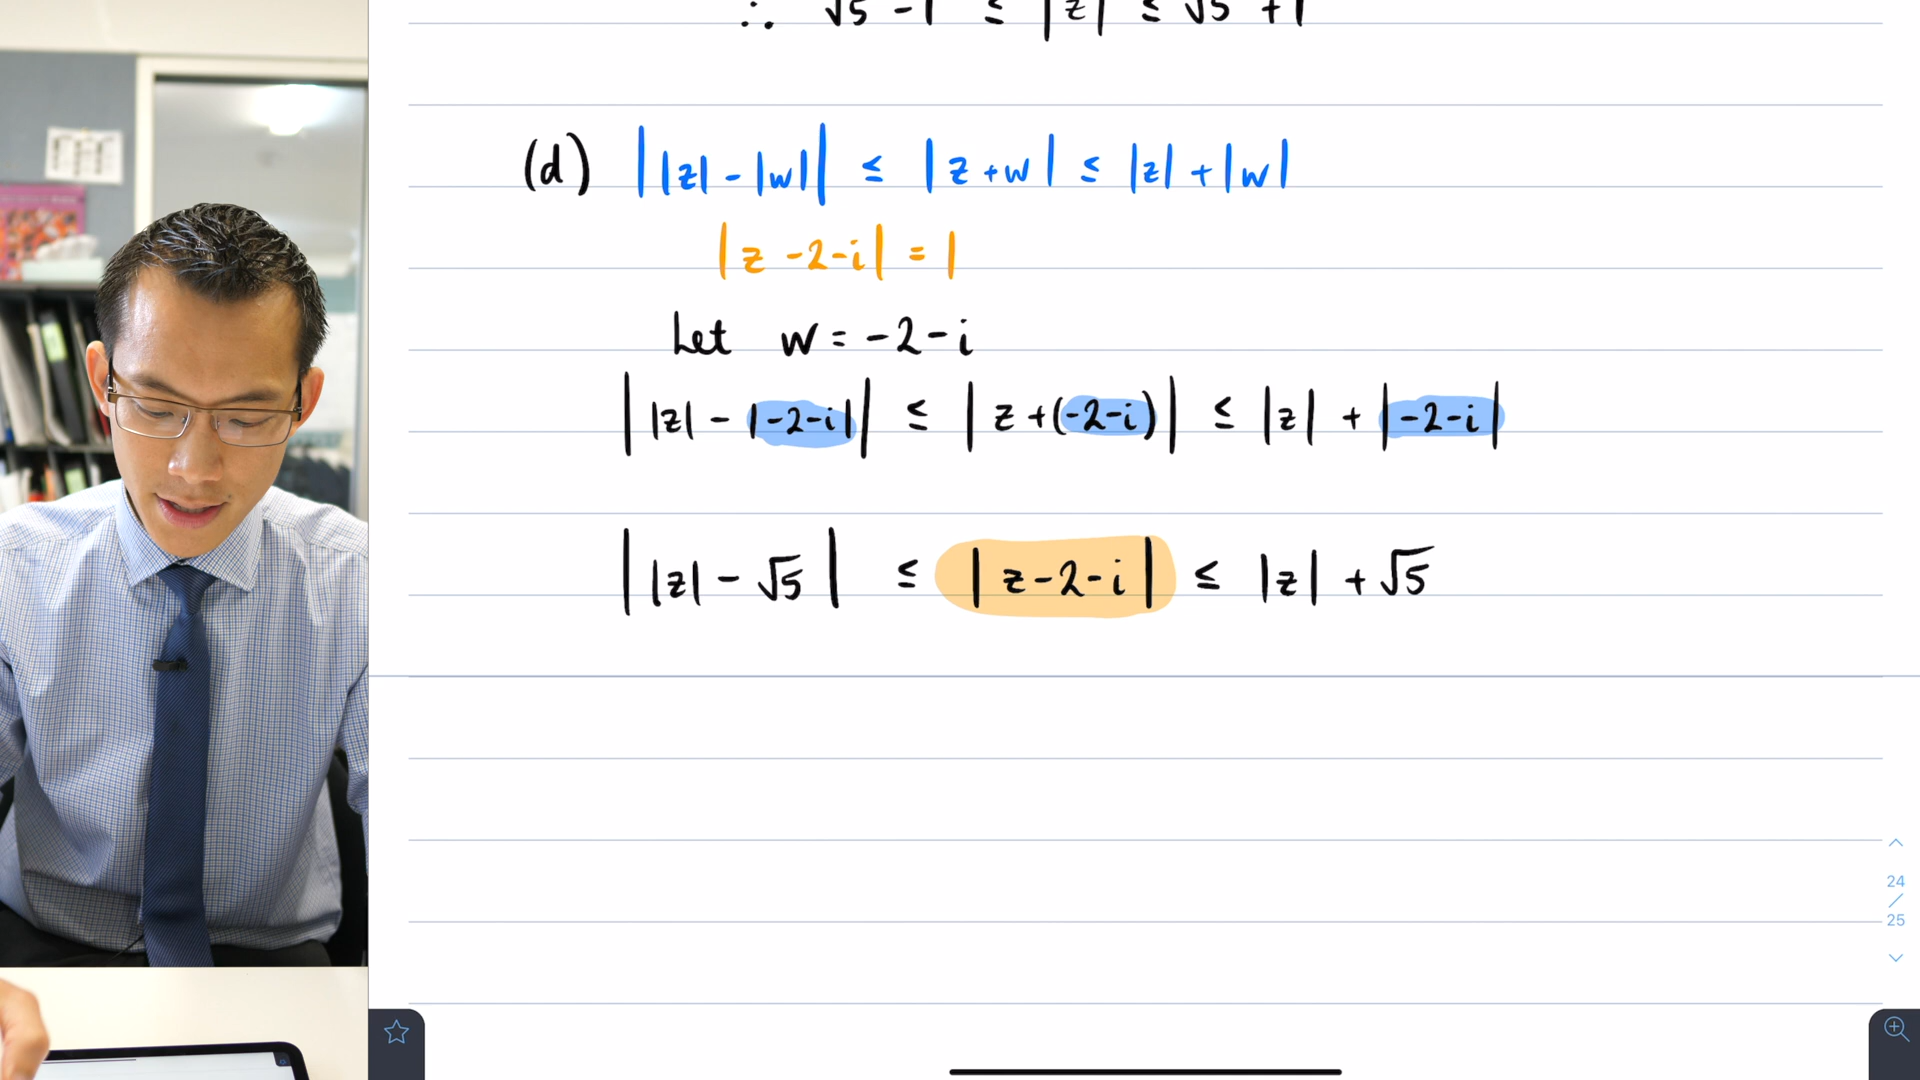 ∴ √5 - 1 ≤ |z| ≤ √5 + 1
(d) ||z| - |w|| ≤ |z + w| ≤ |z| + |w|
|z - 2 - i| = 1
Let w = -2 - i
||z| - |-2-i|| ≤ |z + (-2-i)| ≤ |z| + |-2-i|
||z| - √5| ≤ |z - 2 - i| ≤ |z| + √5
24
/
25